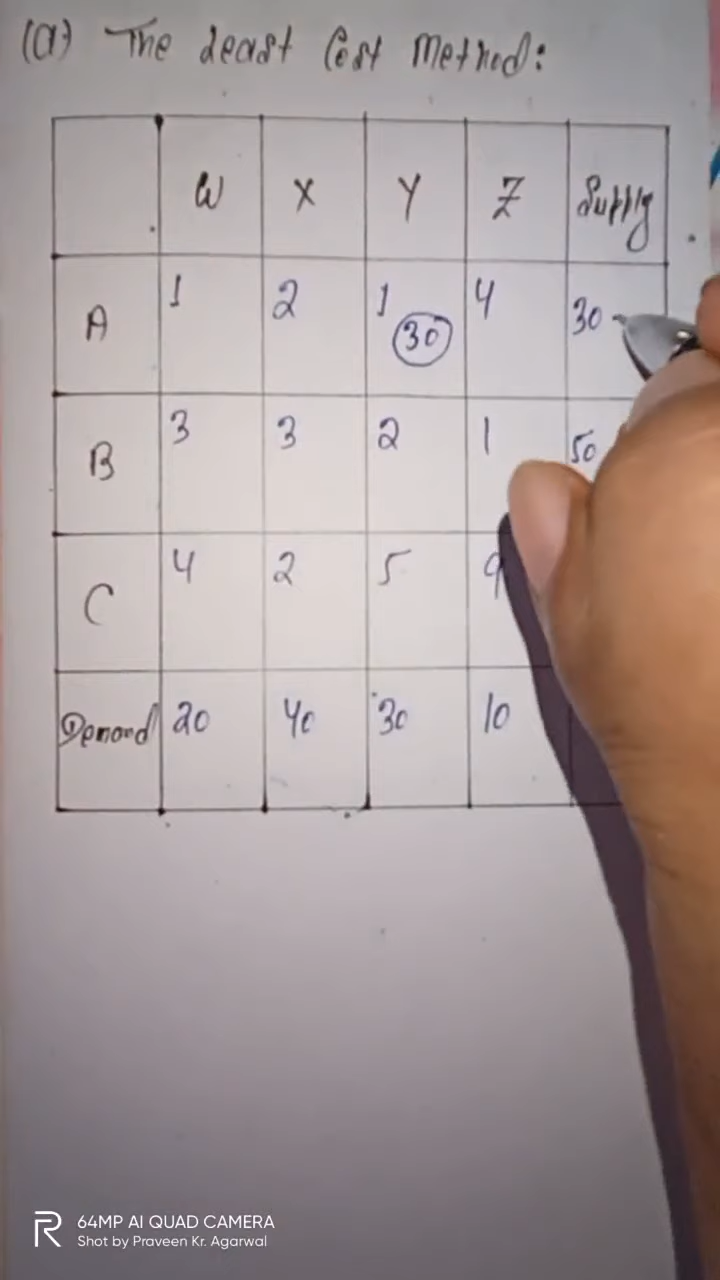 (a) The Least Cost Method:
W X Y Z Supply
A 1 2 1 30 4 30
B 3 3 2 1 50
C 4 2 5 9
Demand 20 40 30 10
64MP AI QUAD CAMERA
Shot by Praveen Kr. Agarwal